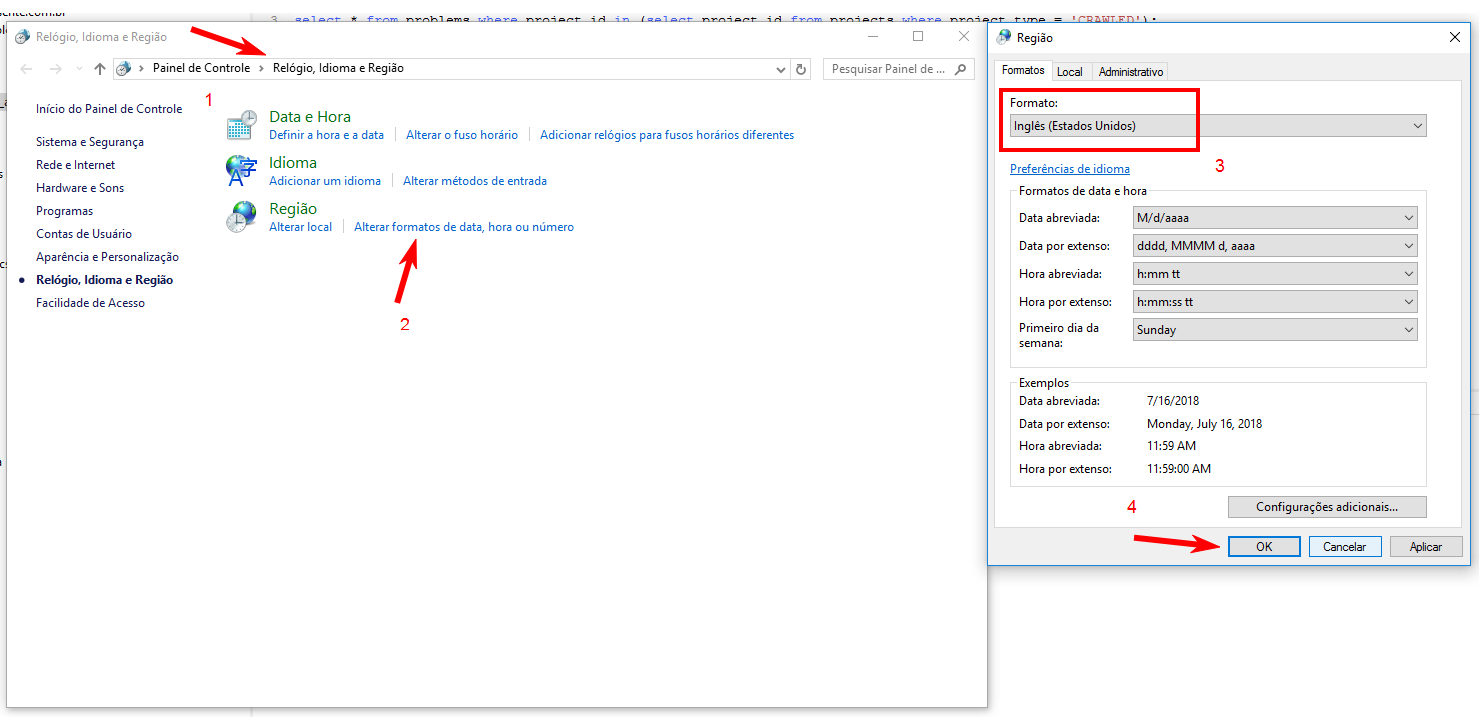 sente.com.br
3 select * from problems where project_id in (select project_id from projects where project_type = 'CRAWLED');
Relógio, Idioma e Região
Painel de Controle > Relógio, Idioma e Região
Pesquisar Painel de ...
1
Início do Painel de Controle
Sistema e Segurança
Rede e Internet
Hardware e Sons
Programas
Contas de Usuário
Aparência e Personalização
Relógio, Idioma e Região
Facilidade de Acesso
Data e Hora
Definir a hora e a data
Alterar o fuso horário
Adicionar relógios para fusos horários diferentes
Idioma
Adicionar um idioma
Alterar métodos de entrada
Região
Alterar local
Alterar formatos de data, hora ou número
2
Região
Formatos
Local
Administrativo
Formato:
Inglês (Estados Unidos)
3
Preferências de idioma
Formatos de data e hora
Data abreviada: M/d/aaaa
Data por extenso: dddd, MMMM d, aaaa
Hora abreviada: h:mm tt
Hora por extenso: h:mm:ss tt
Primeiro dia da
semana:
Sunday
Exemplos
Data abreviada: 7/16/2018
Data por extenso: Monday, July 16, 2018
Hora abreviada: 11:59 AM
Hora por extenso: 11:59:00 AM
4
Configurações adicionais...
OK
Cancelar
Aplicar